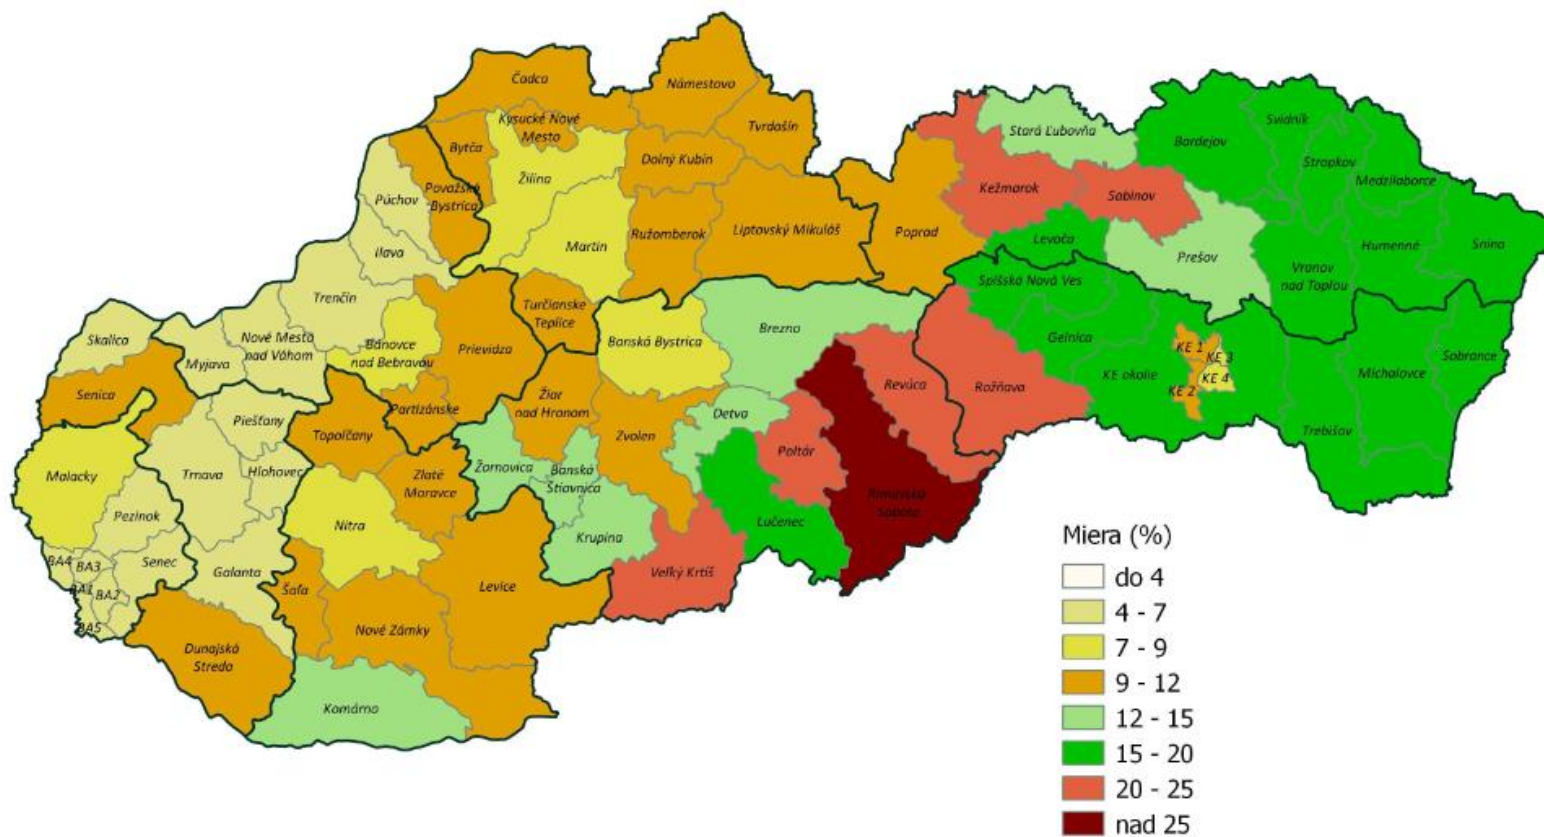 Čadca
Námestovo
Kysucké Nové
Mesto
Tvrdošín
Bytča
Dolný Kubín
Žilina
Stará Ľubovňa
Bardejov
Svidník
Stropkov
Medzilaborce
Považská
Bystrica
Púchov
Kežmarok
Sabinov
Ilava
Martin
Ružomberok
Liptovský Mikuláš
Poprad
Levoča
Prešov
Humenné
Snina
Vranov
nad Topľou
Trenčín
Turčianske
Teplice
Spišská Nová Ves
Skalica
Myjava
Nové Mesto
nad Váhom
Bánovce
nad Bebravou
Prievidza
Banská Bystrica
Brezno
Gelnica
KE 1
KE 3
KE 4
KE 2
KE okolie
Michalovce
Sobrance
Senica
Piešťany
Partizánske
Žiar
nad Hronom
Revúca
Rožňava
Topoľčany
Zvolen
Detva
Poltár
Trebišov
Malacky
Trnava
Hlohovec
Zlaté
Moravce
Žarnovica
Banská
Štiavnica
Rimavská
Sobota
Pezinok
Nitra
Krupina
Lučenec
BA4
BA3
Senec
Galanta
BA1
BA2
BA5
Šaľa
Levice
Veľký Krtíš
Nové Zámky
Dunajská
Streda
Komárno
Miera (%)
do 4
4 - 7
7 - 9
9 - 12
12 - 15
15 - 20
20 - 25
nad 25